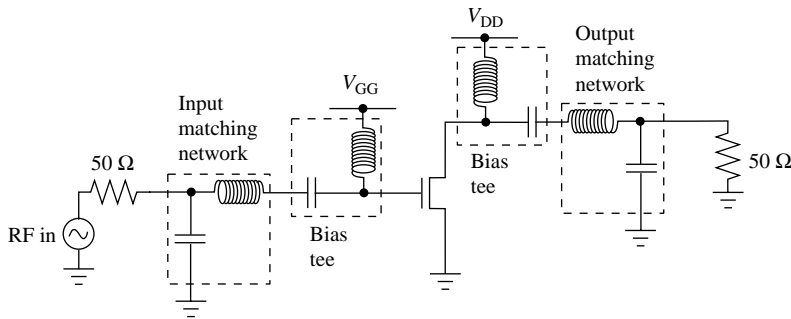 V_DD
Output
matching
network
V_GG
Input
matching
network
50 Ω
Bias
tee
50 Ω
RF in
Bias
tee